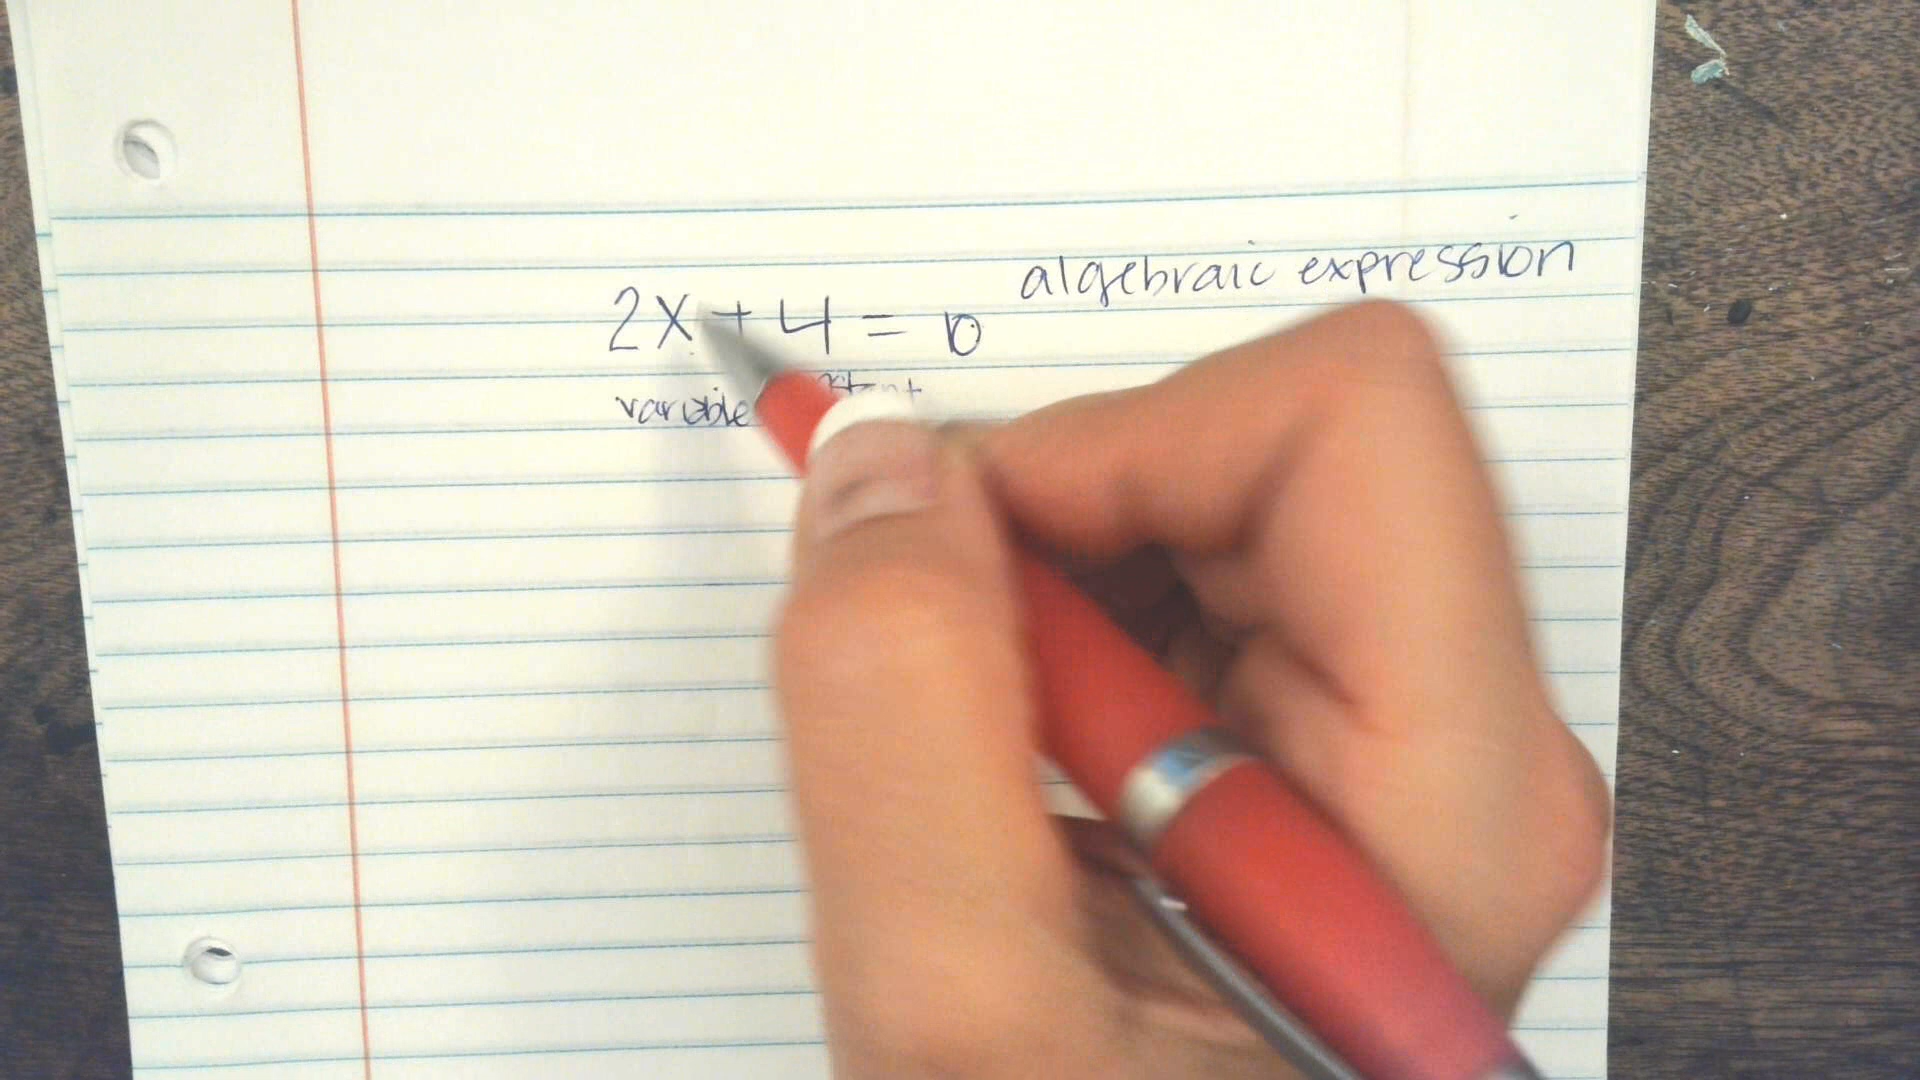 algebraic expression
2x + 4 = 10
variable